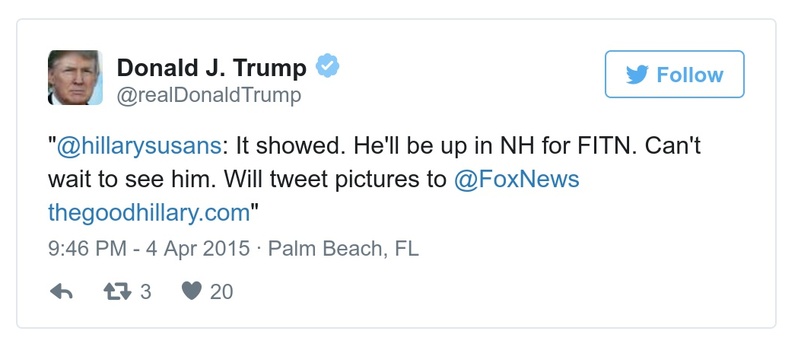 Donald J. Trump
@realDonaldTrump
Follow
"@hillarysusans: It showed. He'll be up in NH for FITN. Can't
wait to see him. Will tweet pictures to @FoxNews
thegoodhillary.com"
9:46 PM - 4 Apr 2015 · Palm Beach, FL
3
20